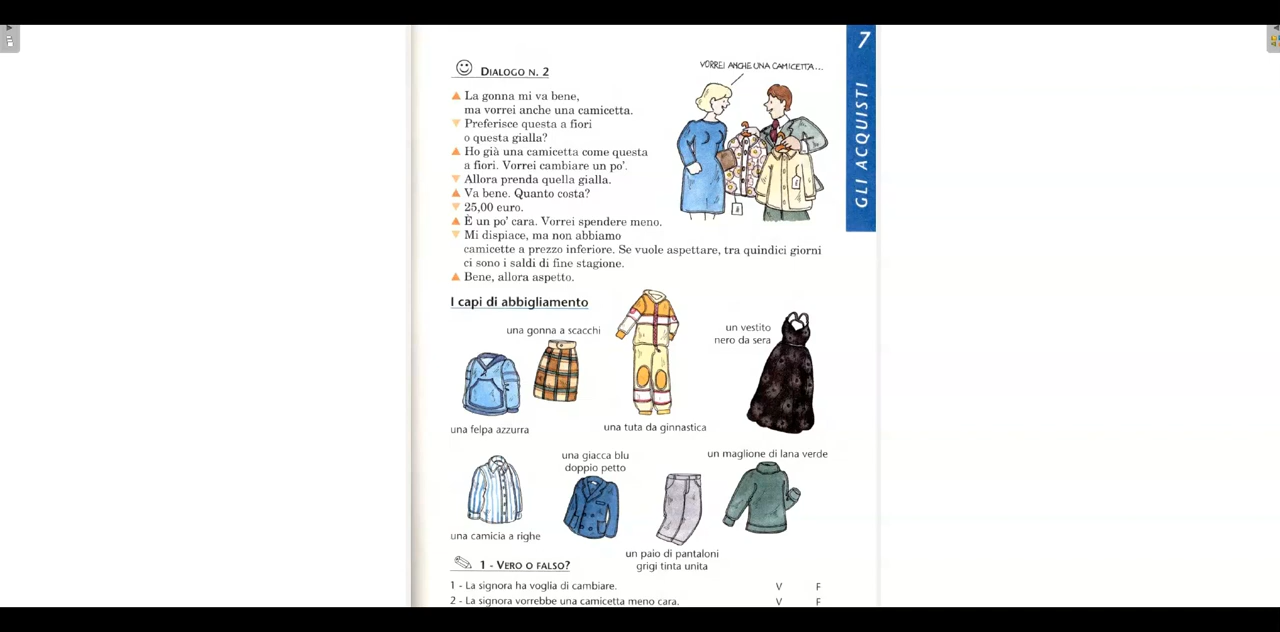 7
GLI ACQUISTI
DIALOGO N. 2
VORREI ANCHE UNA CAMICETTA...
La gonna mi va bene,
ma vorrei anche una camicetta.
Preferisce questa a fiori
o questa gialla?
Ho già una camicetta come questa
a fiori. Vorrei cambiare un po'.
Allora prenda quella gialla.
Va bene. Quanto costa?
25,00 euro.
È un po' cara. Vorrei spendere meno.
Mi dispiace, ma non abbiamo
camicette a prezzo inferiore. Se vuole aspettare, tra quindici giorni
ci sono i saldi di fine stagione.
Bene, allora aspetto.
I capi di abbigliamento
una gonna a scacchi
un vestito
nero da sera
una felpa azzurra
una tuta da ginnastica
una giacca blu
doppio petto
un maglione di lana verde
una camicia a righe
un paio di pantaloni
grigi tinta unita
1 - VERO O FALSO?
1 - La signora ha voglia di cambiare. V F
2 - La signora vorrebbe una camicetta meno cara. V F